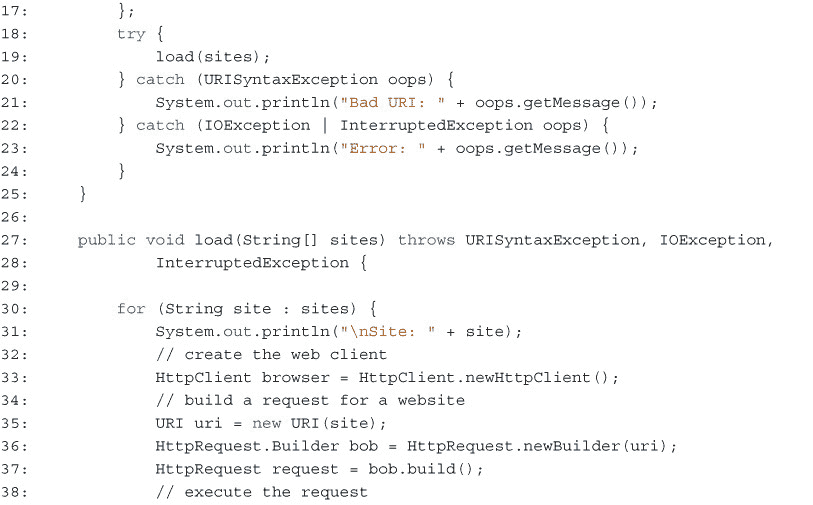 17:         };
18:         try {
19:             load(sites);
20:         } catch (URISyntaxException oops) {
21:             System.out.println("Bad URI: " + oops.getMessage());
22:         } catch (IOException | InterruptedException oops) {
23:             System.out.println("Error: " + oops.getMessage());
24:         }
25:     }
26:
27:     public void load(String[] sites) throws URISyntaxException, IOException,
28:             InterruptedException {
29:
30:         for (String site : sites) {
31:             System.out.println("\nSite: " + site);
32:             // create the web client
33:             HttpClient browser = HttpClient.newHttpClient();
34:             // build a request for a website
35:             URI uri = new URI(site);
36:             HttpRequest.Builder bob = HttpRequest.newBuilder(uri);
37:             HttpRequest request = bob.build();
38:             // execute the request